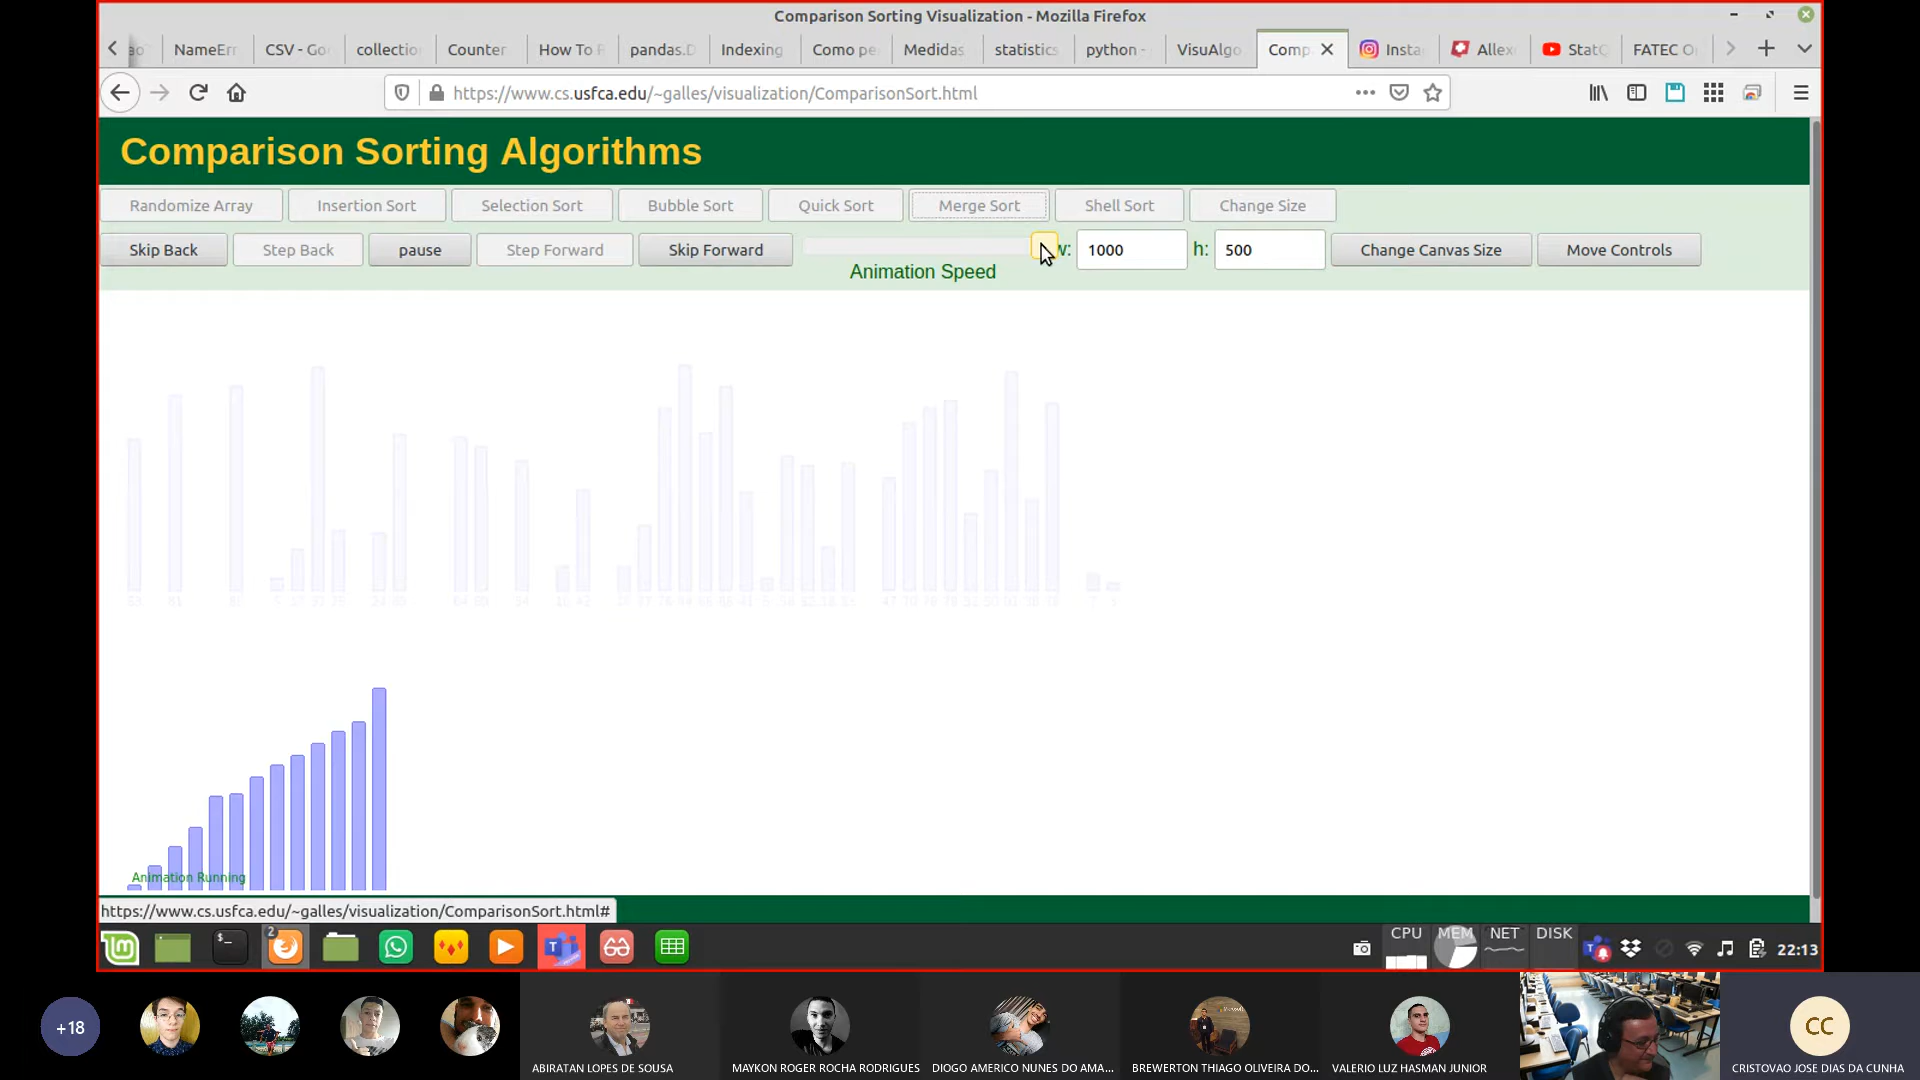 Comparison Sorting Visualization - Mozilla Firefox
NameErr CSV - Go collectio Counter How To pandas.D Indexing Como pe Medidas statistics python - VisuAlgo Comp Insta Allex StatQ FATEC O
https://www.cs.usfca.edu/~galles/visualization/ComparisonSort.html
Comparison Sorting Algorithms
Randomize Array Insertion Sort Selection Sort Bubble Sort Quick Sort Merge Sort Shell Sort Change Size
Skip Back Step Back pause Step Forward Skip Forward w: 1000 h: 500 Change Canvas Size Move Controls
Animation Speed
Animation Running
https://www.cs.usfca.edu/~galles/visualization/ComparisonSort.html#
2 CPU MEM NET DISK 22:13
+18 CC
ABIRATAN LOPES DE SOUSA MAYKON ROGER ROCHA RODRIGUES DIOGO AMERICO NUNES DO AMA... BREWERTON THIAGO OLIVEIRA DO... VALERIO LUZ HASMAN JUNIOR CRISTOVAO JOSE DIAS DA CUNHA